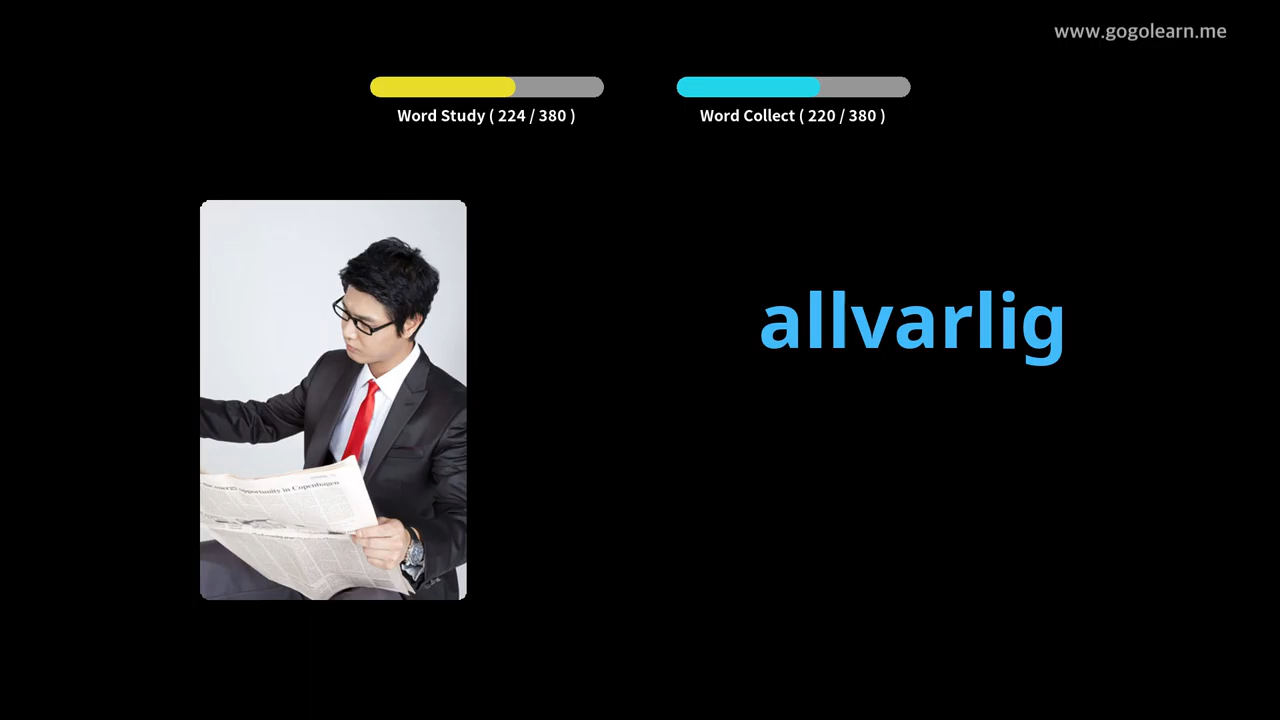 www.gogolearn.me
Word Study ( 224 / 380 )
Word Collect ( 220 / 380 )
allvarlig
opportunity in Copenhagen